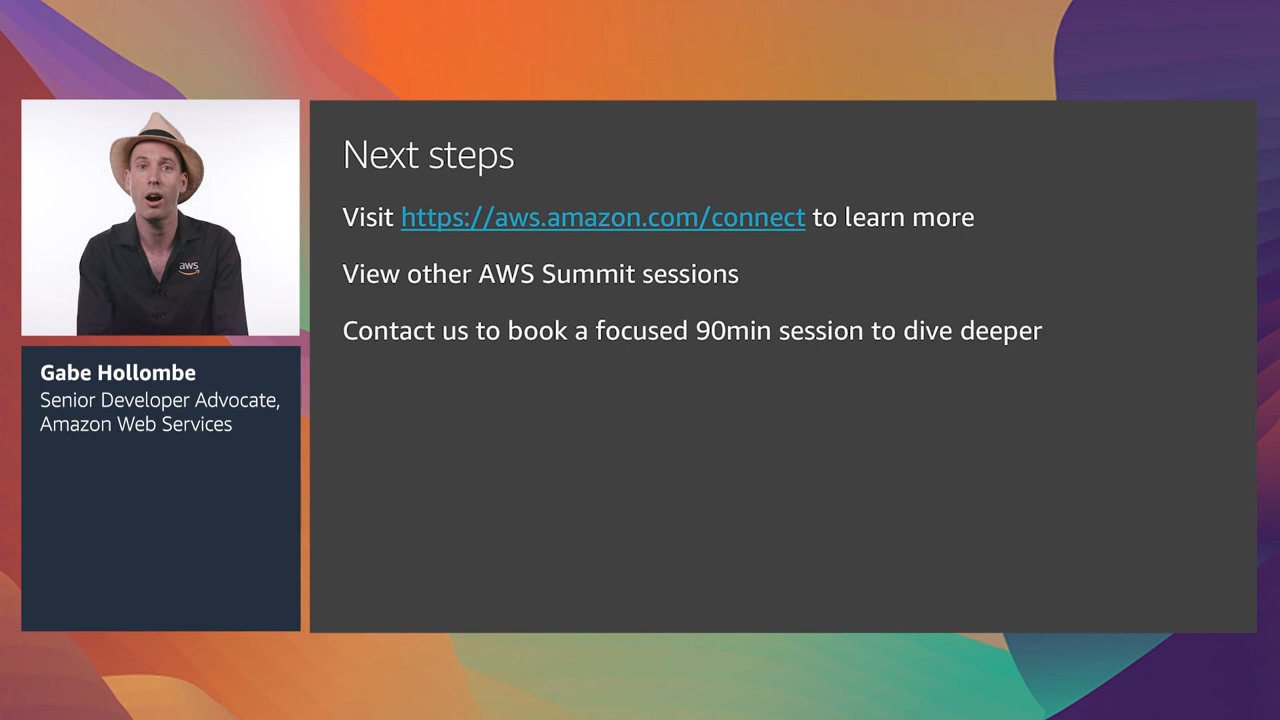 aws
Gabe Hollombe
Senior Developer Advocate,
Amazon Web Services
Next steps
Visit https://aws.amazon.com/connect to learn more
View other AWS Summit sessions
Contact us to book a focused 90min session to dive deeper